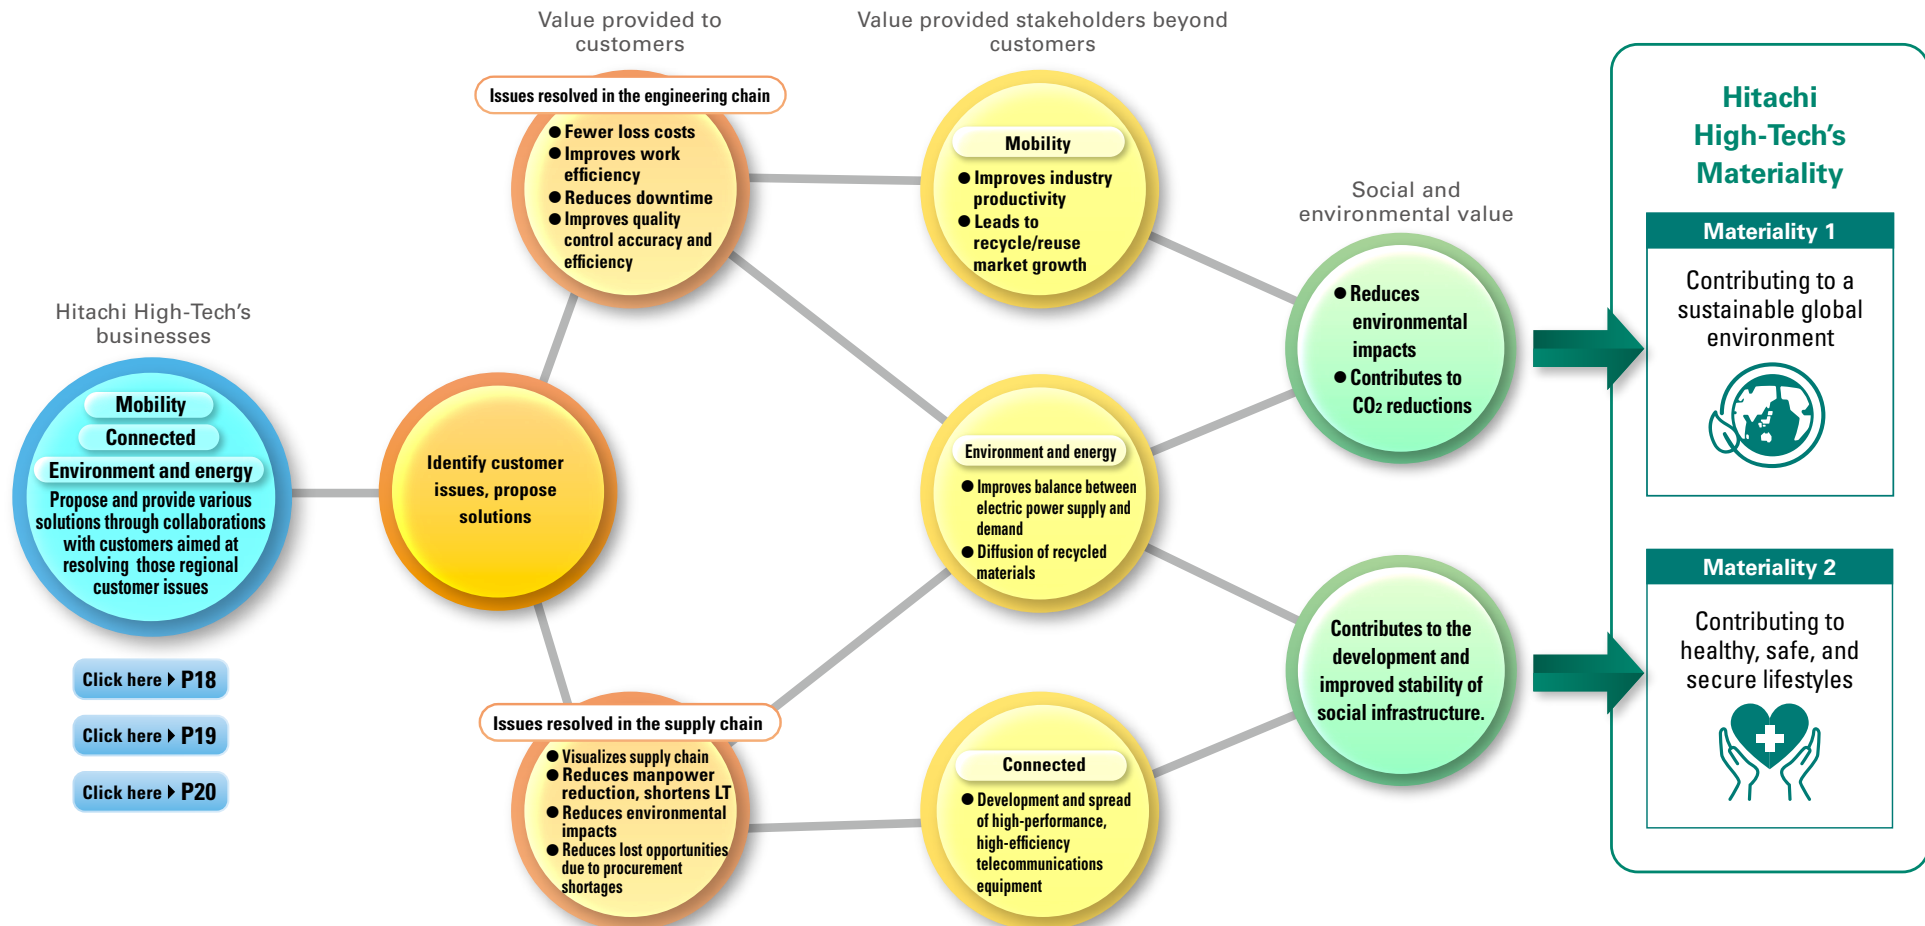 Hitachi High-Tech's
businesses
Mobility
Connected
Environment and energy
Propose and provide various
solutions through collaborations
with customers aimed at
resolving those regional
customer issues
Click here ▶ P18
Click here ▶ P19
Click here ▶ P20
Identify customer
issues, propose
solutions
Value provided to
customers
Issues resolved in the engineering chain
● Fewer loss costs
● Improves work
efficiency
● Reduces downtime
● Improves quality
control accuracy and
efficiency
Issues resolved in the supply chain
● Visualizes supply chain
● Reduces manpower
reduction, shortens LT
● Reduces environmental
impacts
● Reduces lost opportunities
due to procurement
shortages
Value provided stakeholders beyond
customers
Mobility
● Improves industry
productivity
● Leads to
recycle/reuse
market growth
Environment and energy
● Improves balance between
electric power supply and
demand
● Diffusion of recycled
materials
Connected
● Development and spread
of high-performance,
high-efficiency
telecommunications
equipment
Social and
environmental value
● Reduces
environmental
impacts
● Contributes to
CO2 reductions
Contributes to the
development and
improved stability of
social infrastructure.
Hitachi
High-Tech's
Materiality
Materiality 1
Contributing to a
sustainable global
environment
Materiality 2
Contributing to
healthy, safe, and
secure lifestyles